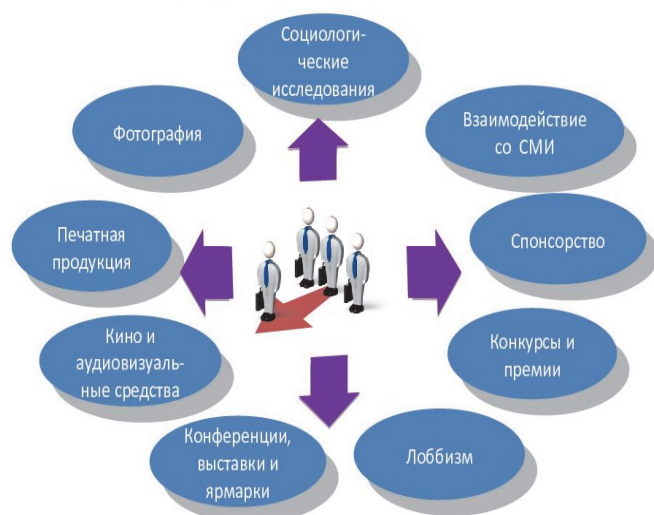 Социологи-
ческие
исследования
Фотография
Взаимодействие
со СМИ
Печатная
продукция
Спонсорство
Кино и
аудиовизуаль-
ные средства
Конкурсы и
премии
Конференции,
выставки и
ярмарки
Лоббизм